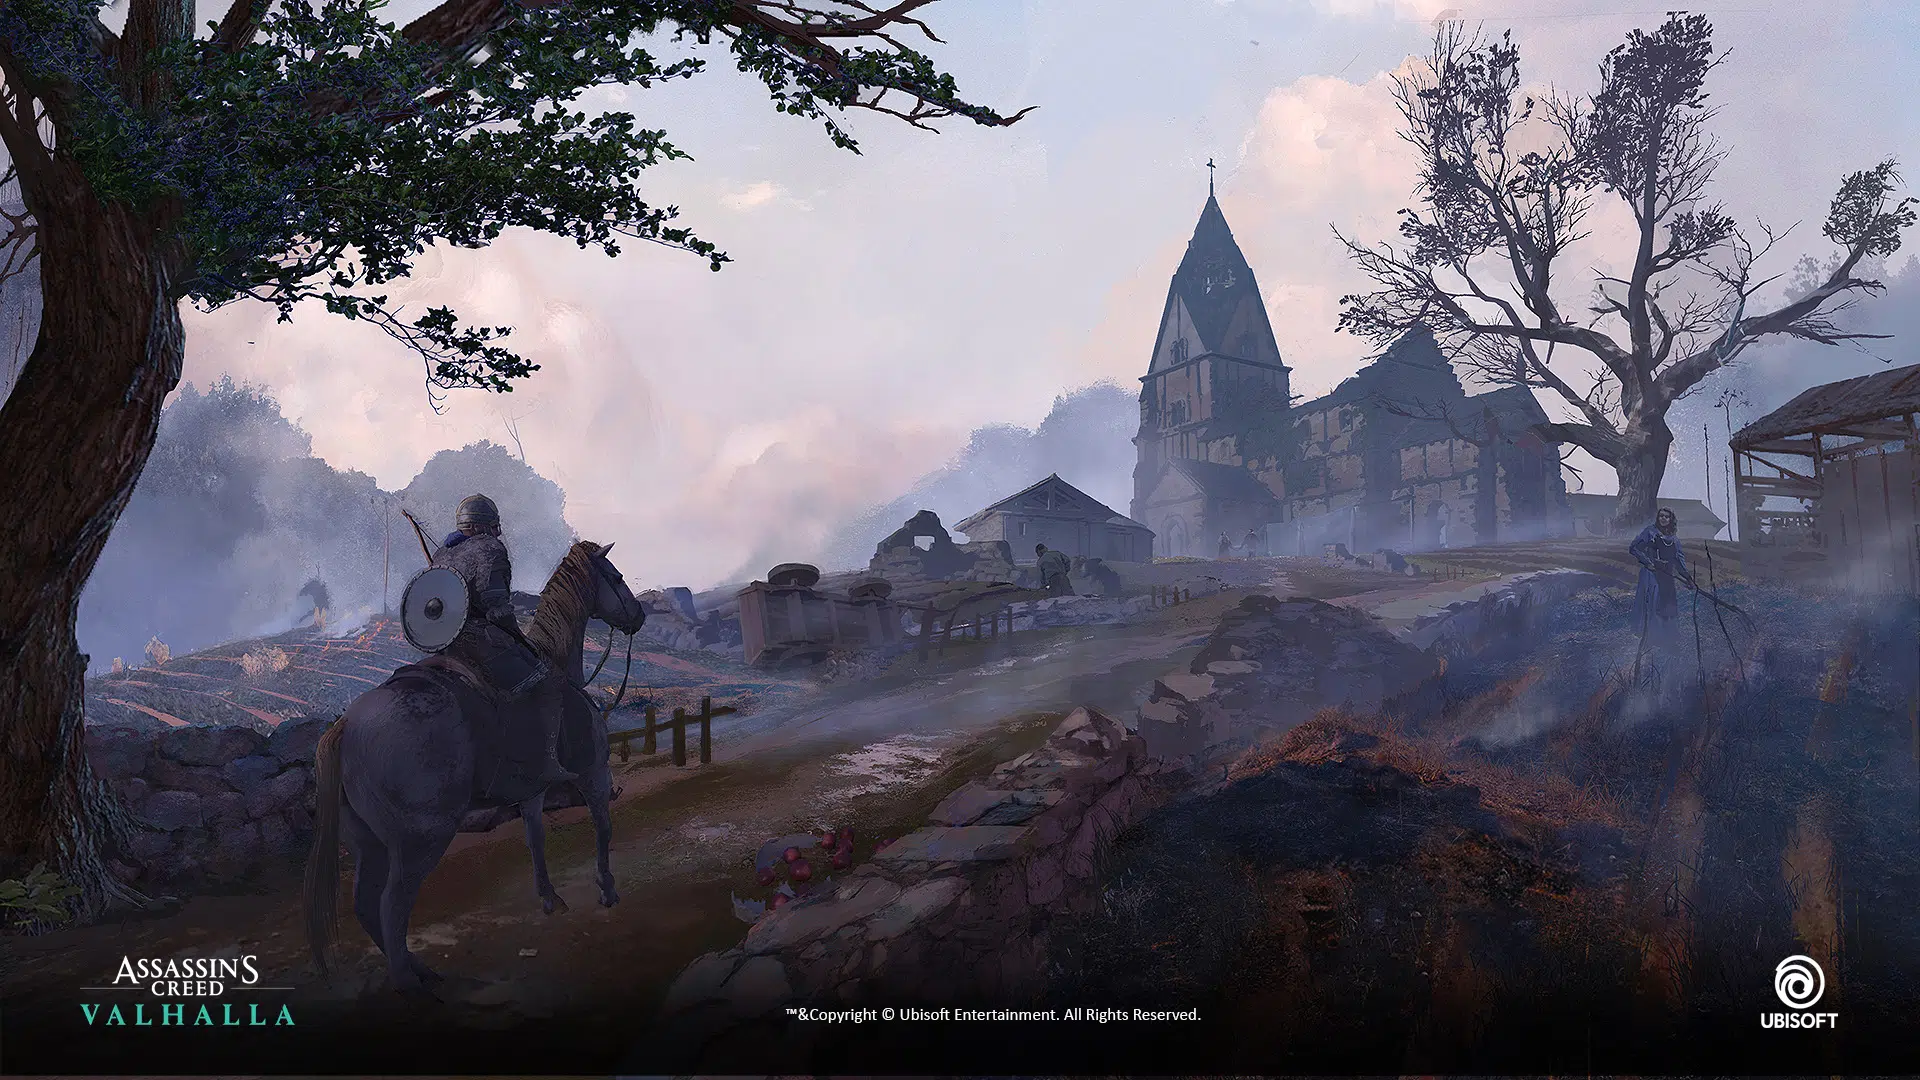 ASSASSIN'S
CREED
VALHALLA
™&Copyright © Ubisoft Entertainment. All Rights Reserved.
UBISOFT